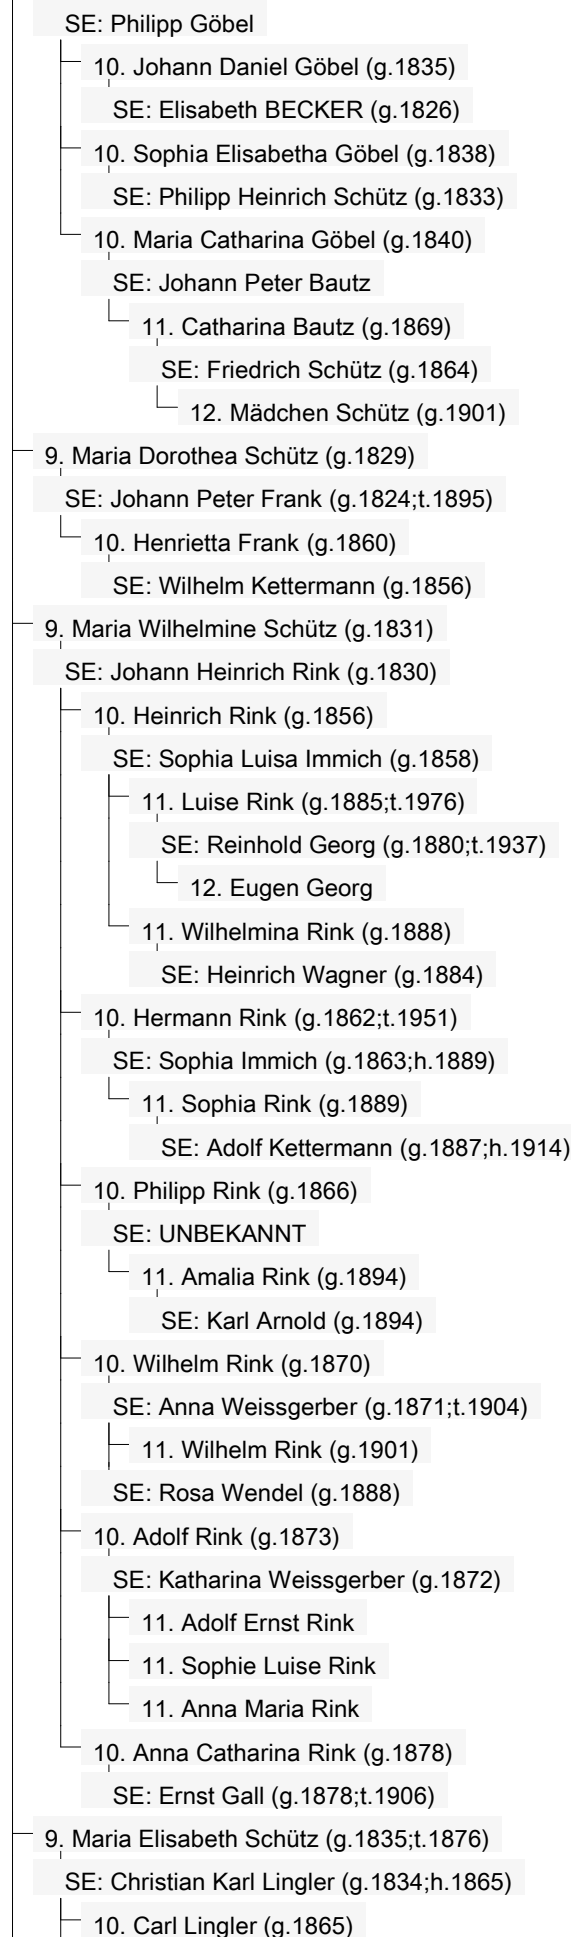 SE: Philipp Göbel
10. Johann Daniel Göbel (g.1835)
SE: Elisabeth BECKER (g.1826)
10. Sophia Elisabetha Göbel (g.1838)
SE: Philipp Heinrich Schütz (g.1833)
10. Maria Catharina Göbel (g.1840)
SE: Johann Peter Bautz
11. Catharina Bautz (g.1869)
SE: Friedrich Schütz (g.1864)
12. Mädchen Schütz (g.1901)
9. Maria Dorothea Schütz (g.1829)
SE: Johann Peter Frank (g.1824;t.1895)
10. Henrietta Frank (g.1860)
SE: Wilhelm Kettermann (g.1856)
9. Maria Wilhelmine Schütz (g.1831)
SE: Johann Heinrich Rink (g.1830)
10. Heinrich Rink (g.1856)
SE: Sophia Luisa Immich (g.1858)
11. Luise Rink (g.1885;t.1976)
SE: Reinhold Georg (g.1880;t.1937)
12. Eugen Georg
11. Wilhelmina Rink (g.1888)
SE: Heinrich Wagner (g.1884)
10. Hermann Rink (g.1862;t.1951)
SE: Sophia Immich (g.1863;h.1889)
11. Sophia Rink (g.1889)
SE: Adolf Kettermann (g.1887;h.1914)
10. Philipp Rink (g.1866)
SE: UNBEKANNT
11. Amalia Rink (g.1894)
SE: Karl Arnold (g.1894)
10. Wilhelm Rink (g.1870)
SE: Anna Weissgerber (g.1871;t.1904)
11. Wilhelm Rink (g.1901)
SE: Rosa Wendel (g.1888)
10. Adolf Rink (g.1873)
SE: Katharina Weissgerber (g.1872)
11. Adolf Ernst Rink
11. Sophie Luise Rink
11. Anna Maria Rink
10. Anna Catharina Rink (g.1878)
SE: Ernst Gall (g.1878;t.1906)
9. Maria Elisabeth Schütz (g.1835;t.1876)
SE: Christian Karl Lingler (g.1834;h.1865)
10. Carl Lingler (g.1865)